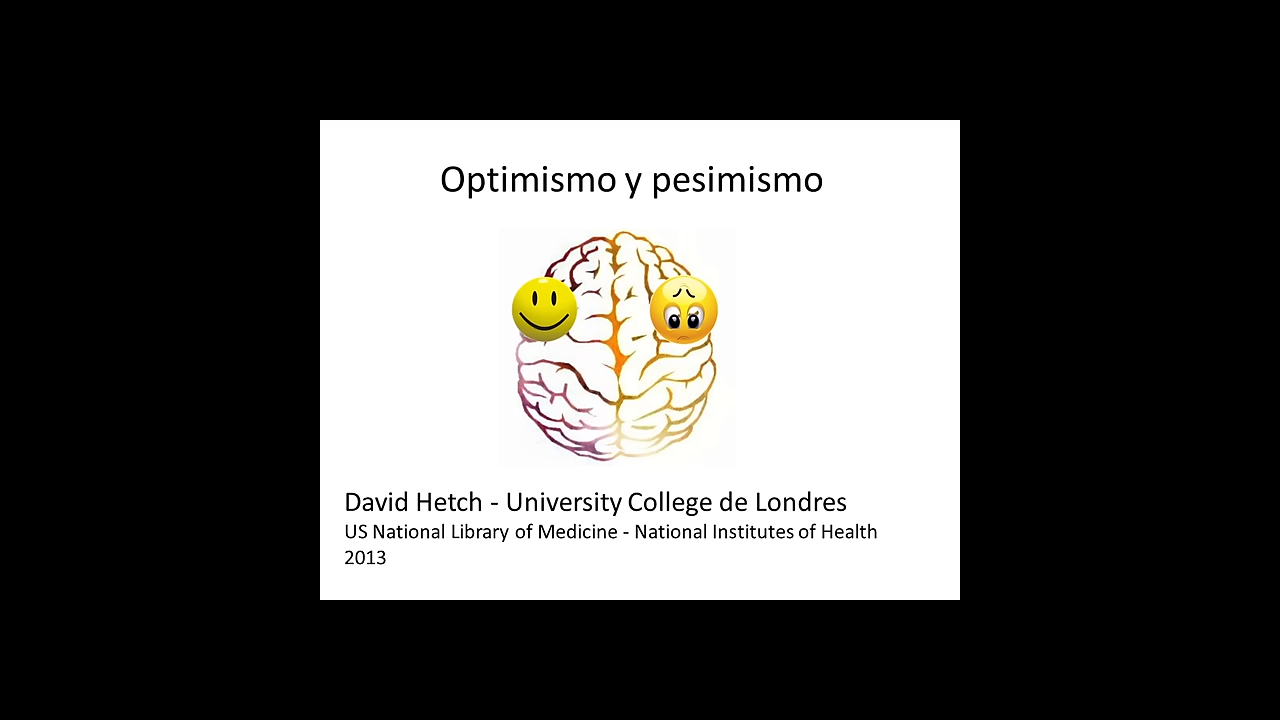 Optimismo y pesimismo
David Hetch - University College de Londres
US National Library of Medicine - National Institutes of Health
2013